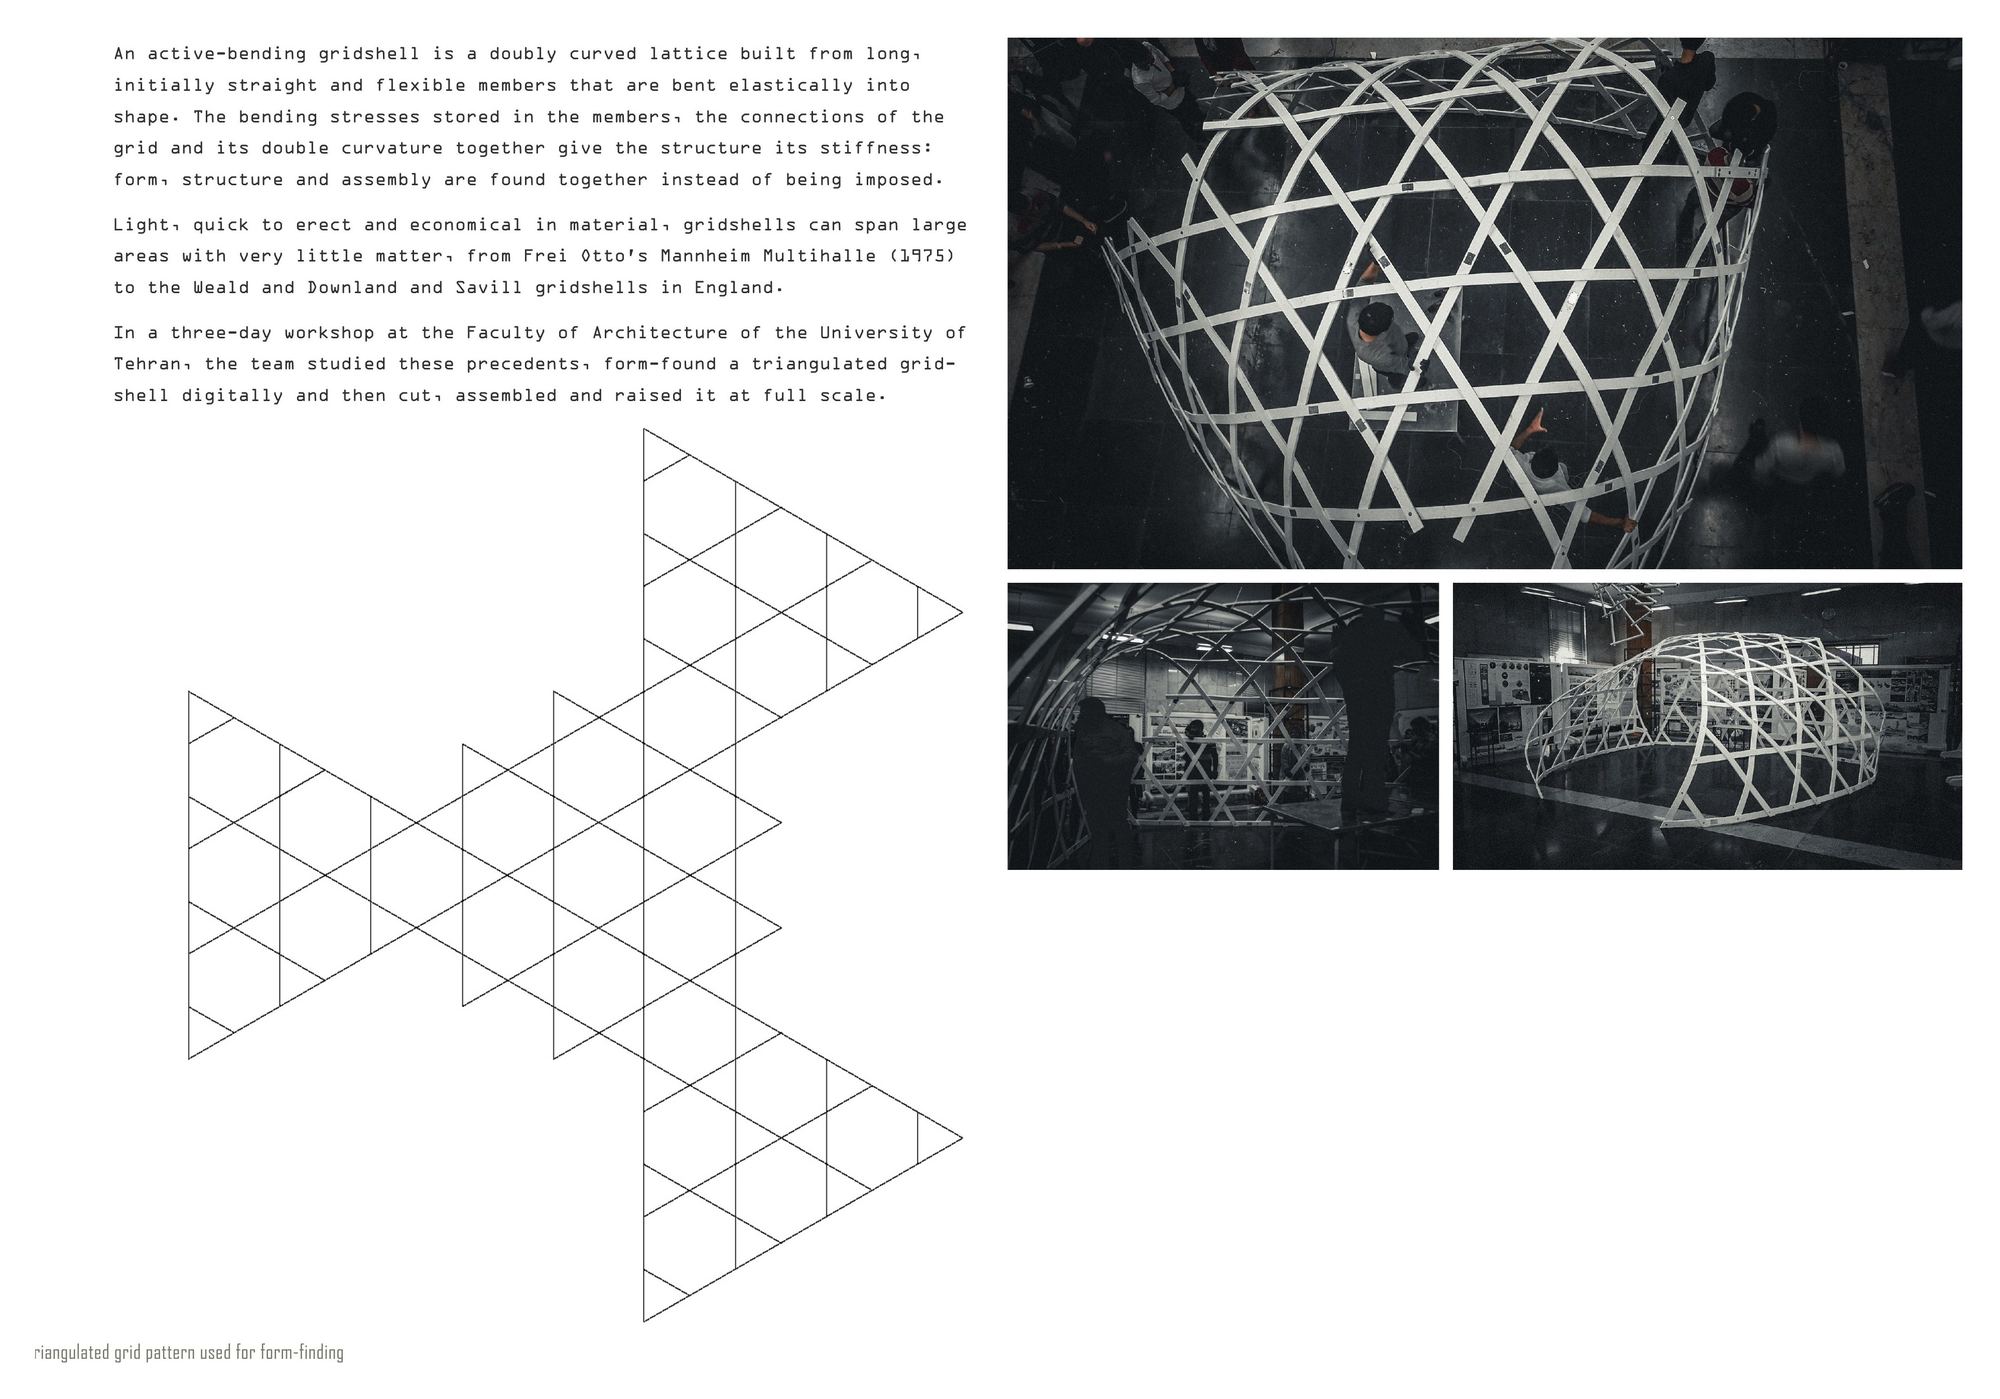 An active-bending gridshell is a doubly curved lattice built from long,
initially straight and flexible members that are bent elastically into
shape. The bending stresses stored in the members, the connections of the
grid and its double curvature together give the structure its stiffness:
form, structure and assembly are found together instead of being imposed.
Light, quick to erect and economical in material, gridshells can span large
areas with very little matter, from Frei Otto's Mannheim Multihalle (1975)
to the Weald and Downland and Savill gridshells in England.
In a three-day workshop at the Faculty of Architecture of the University of
Tehran, the team studied these precedents, form-found a triangulated grid-
shell digitally and then cut, assembled and raised it at full scale.
riangulated grid pattern used for form-finding